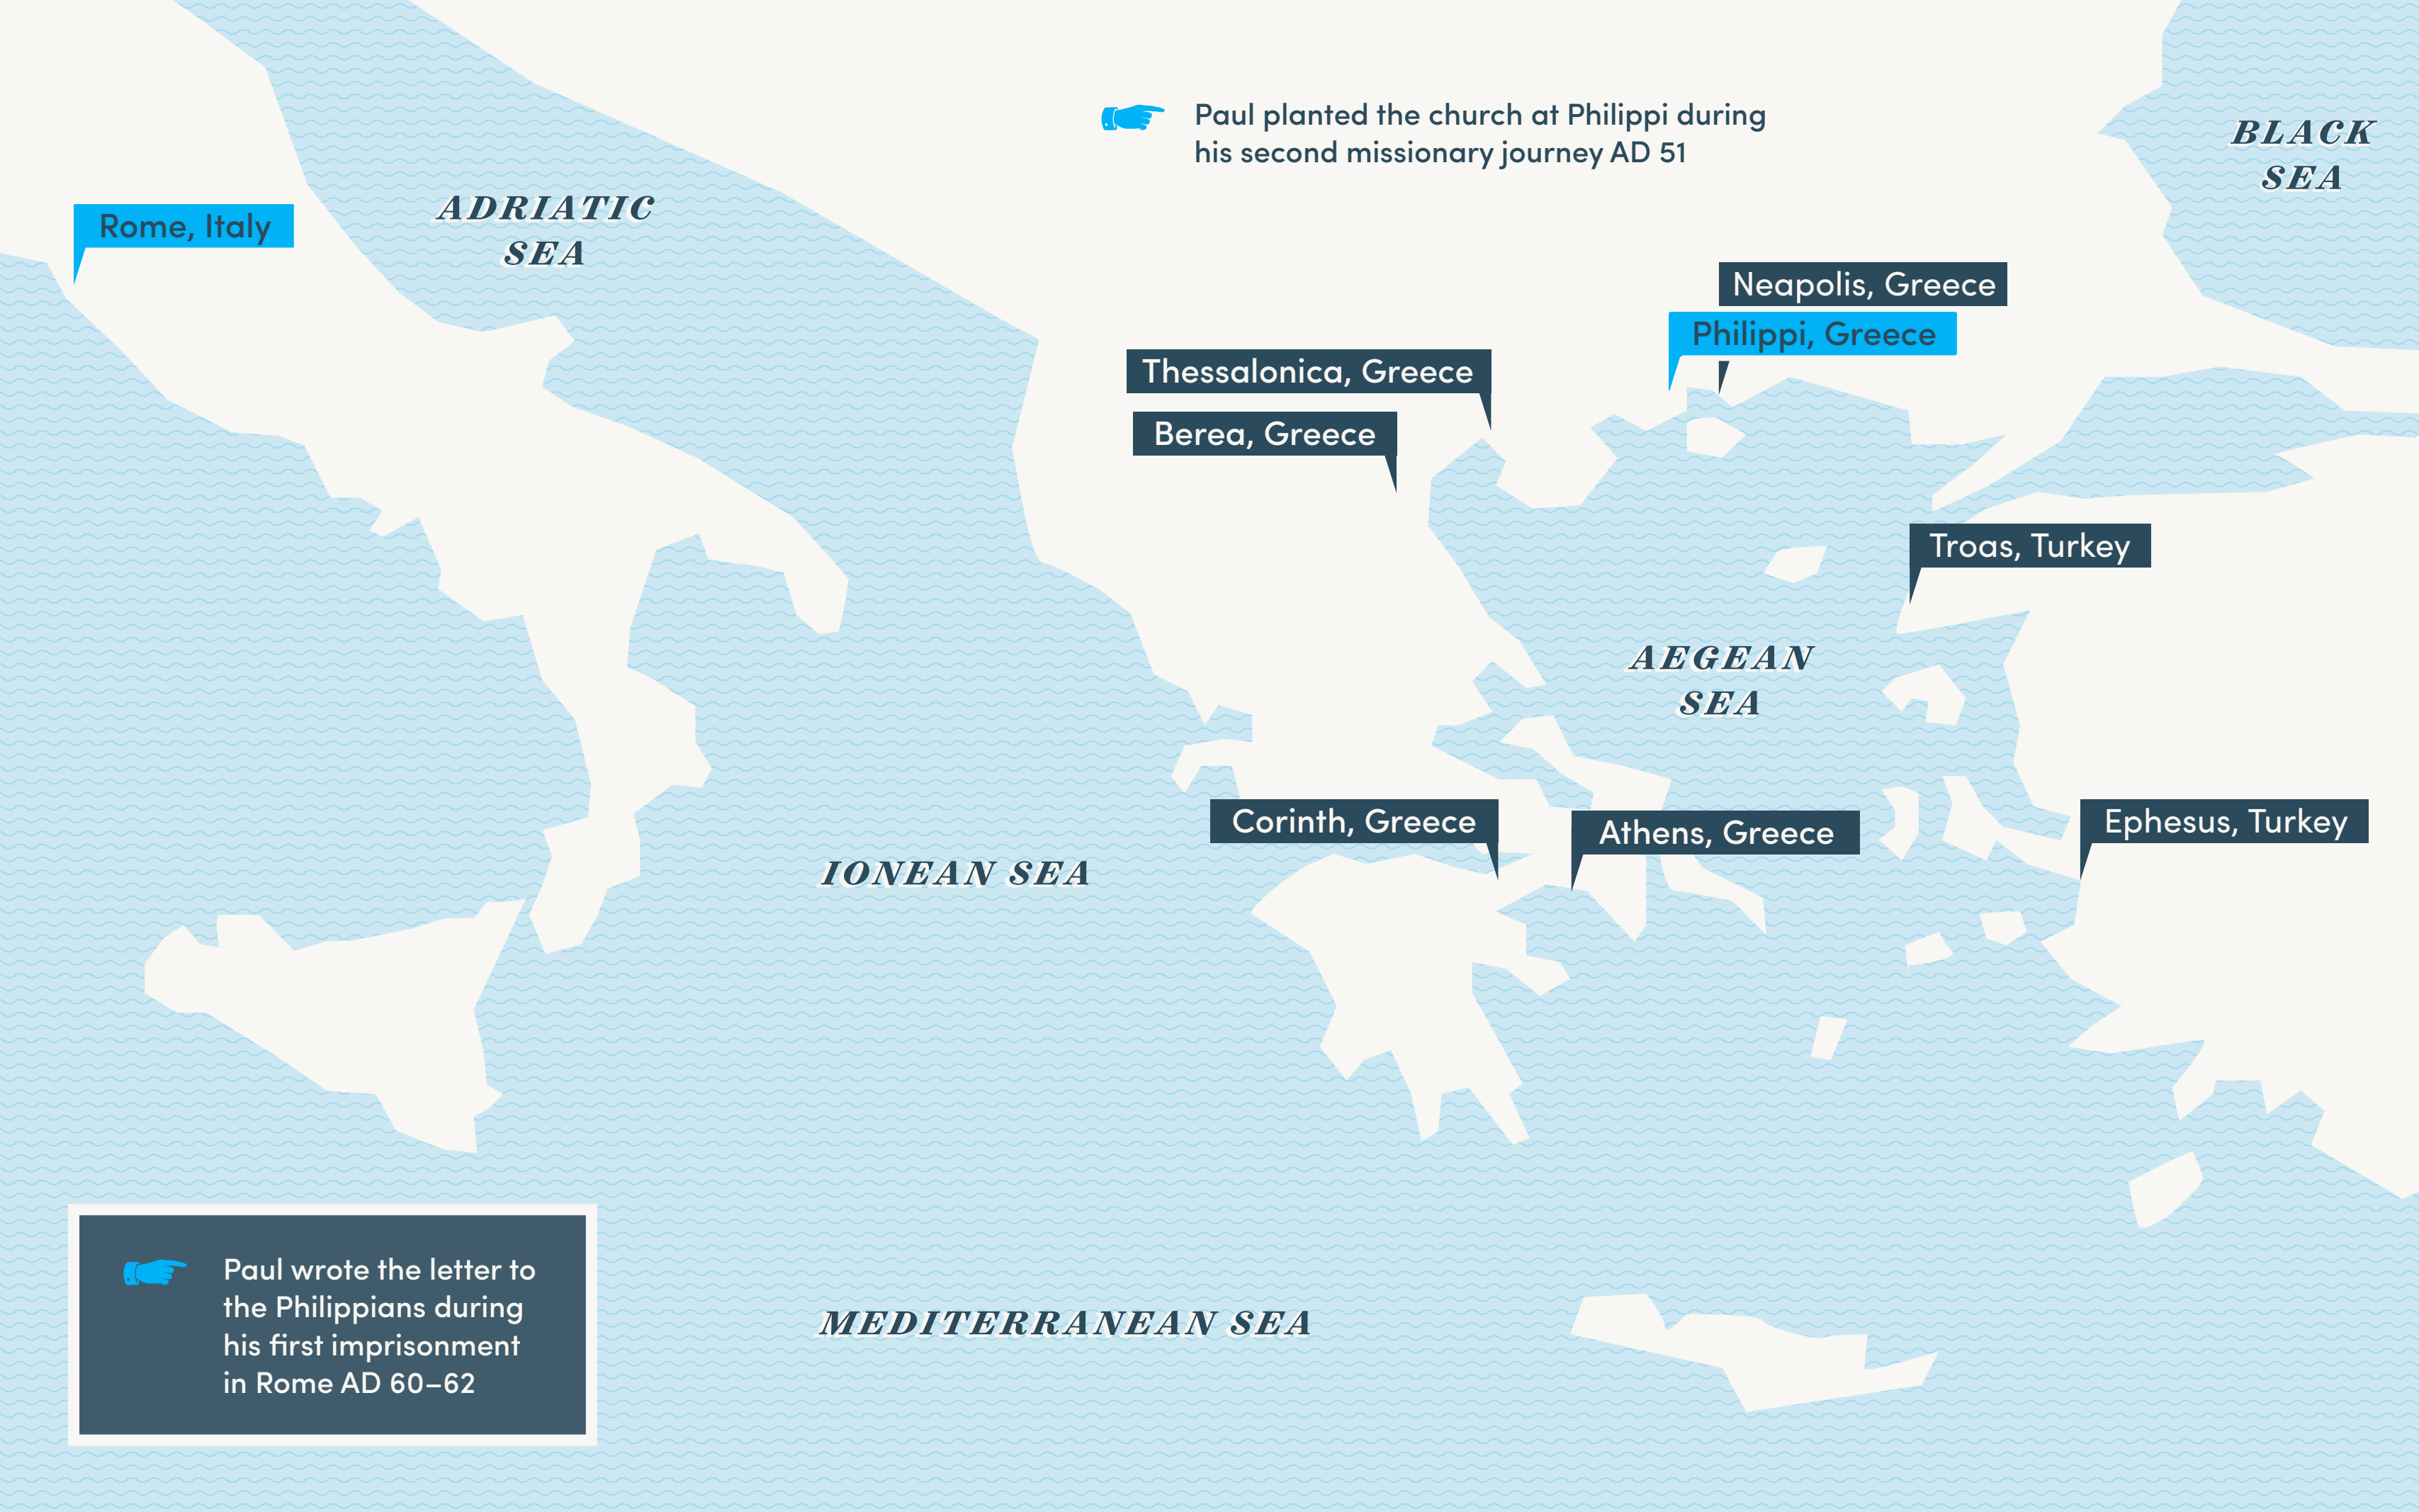 Paul planted the church at Philippi during
his second missionary journey AD 51
BLACK
SEA
ADRIATIC
SEA
Rome, Italy
Neapolis, Greece
Philippi, Greece
Thessalonica, Greece
Berea, Greece
Troas, Turkey
AEGEAN
SEA
Corinth, Greece
Athens, Greece
Ephesus, Turkey
IONEAN SEA
Paul wrote the letter to
the Philippians during
his first imprisonment
in Rome AD 60–62
MEDITERRANEAN SEA